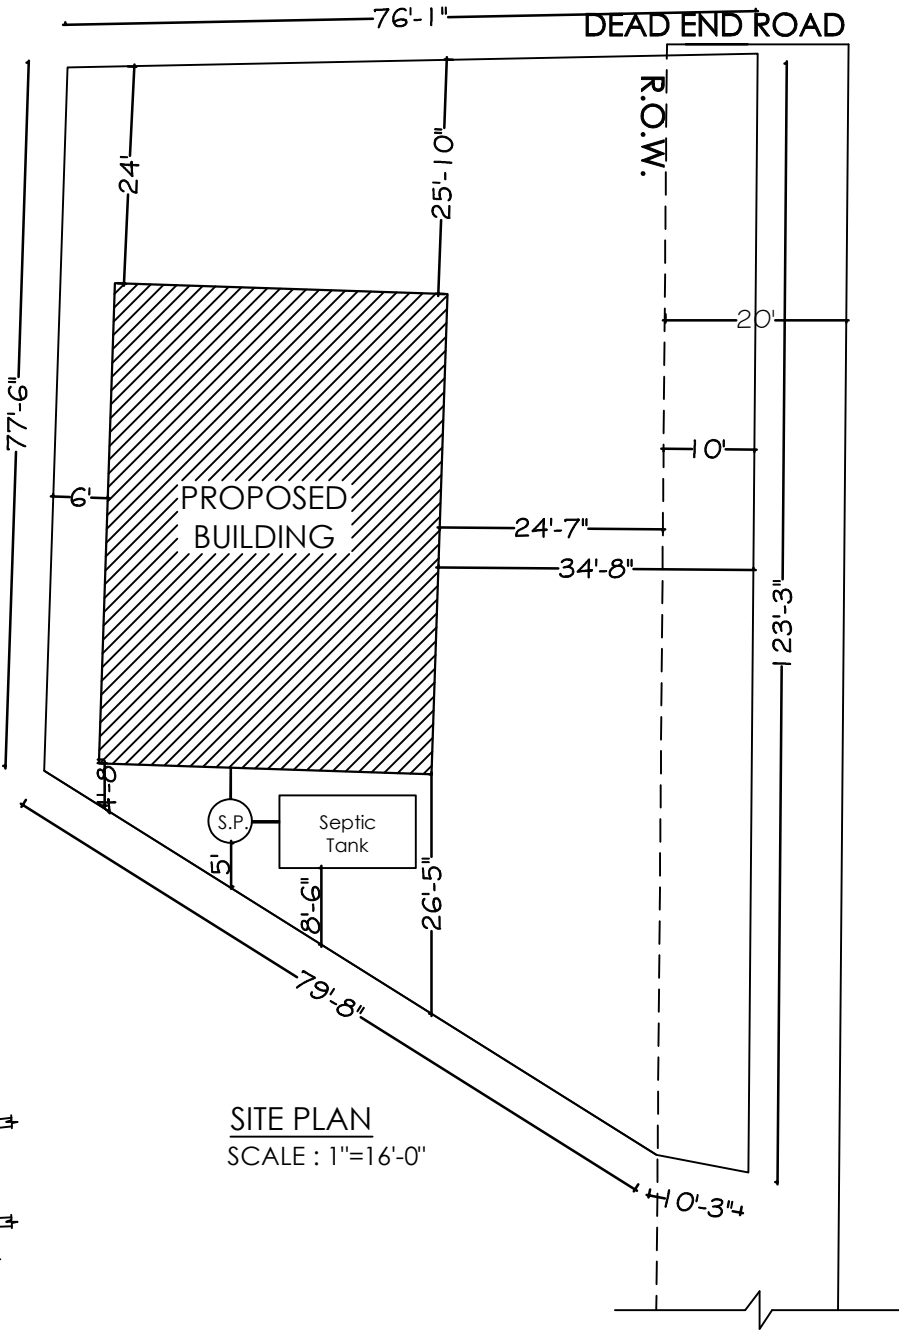 76'-1"
DEAD END ROAD
R.O.W.
24'
25'-10"
20'
77'-6"
10'
6'
PROPOSED
BUILDING
24'-7"
34'-8"
123'-3"
4'-8"
S.P.
Septic
Tank
5'
8'-6"
26'-5"
79'-8"
SITE PLAN
SCALE : 1"=16'-0"
10'-3"